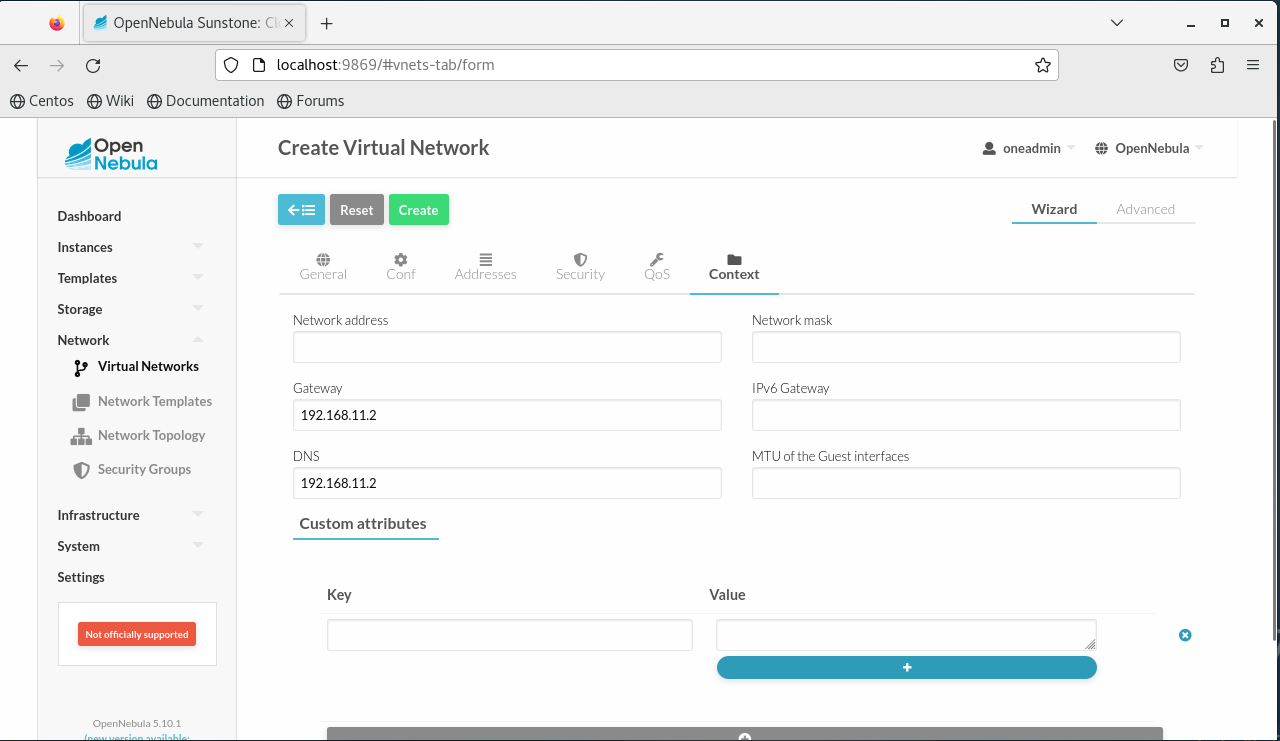 OpenNebula Sunstone: Cl
localhost:9869/#vnets-tab/form
Centos Wiki Documentation Forums
Open
Nebula
Create Virtual Network
oneadmin OpenNebula
Reset Create
Wizard Advanced
General Conf Addresses Security QoS Context
Dashboard
Instances
Templates
Storage
Network
Virtual Networks
Network Templates
Network Topology
Security Groups
Infrastructure
System
Settings
Not officially supported
OpenNebula 5.10.1
(new version available:
Network address Network mask
Gateway IPv6 Gateway
192.168.11.2
DNS MTU of the Guest interfaces
192.168.11.2
Custom attributes
Key Value